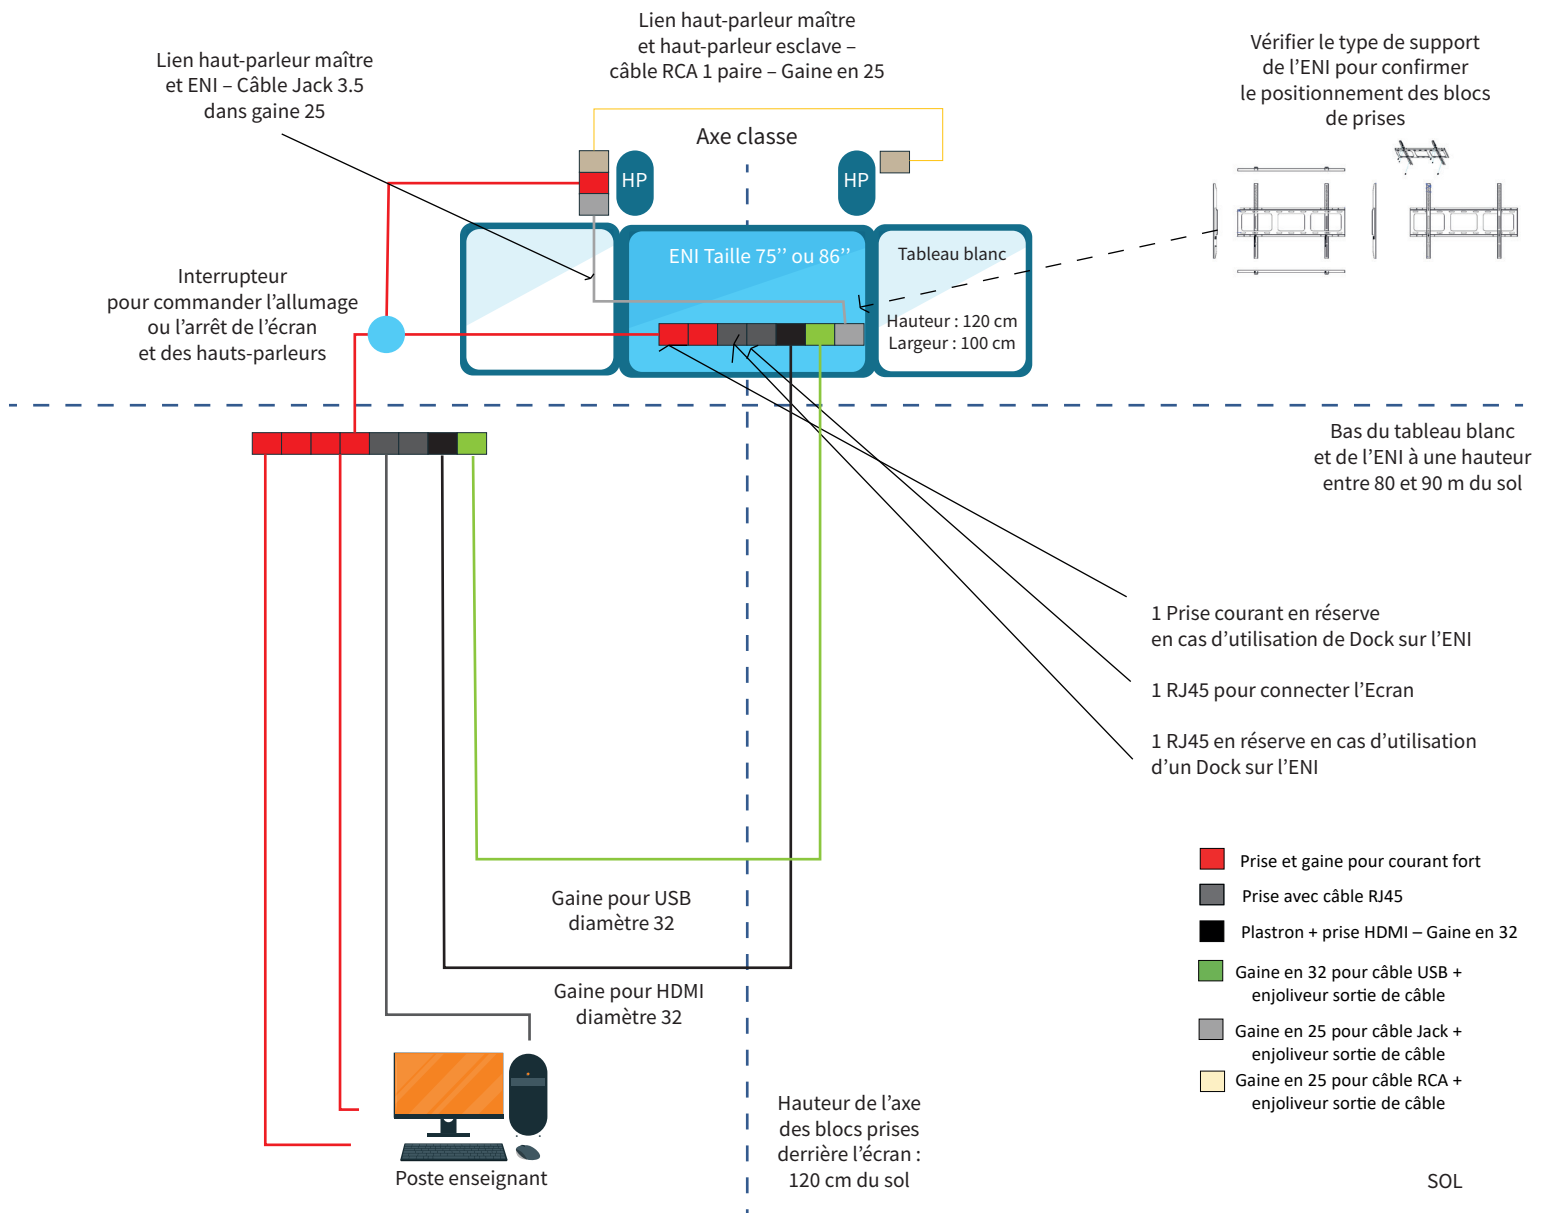 Lien haut-parleur maître
et haut-parleur esclave –
câble RCA 1 paire – Gaine en 25
Lien haut-parleur maître
et ENI – Câble Jack 3.5
dans gaine 25
Vérifier le type de support
de l’ENI pour confirmer
le positionnement des blocs
de prises
Axe classe
HP
HP
ENI Taille 75’’ ou 86’’
Tableau blanc
Hauteur : 120 cm
Largeur : 100 cm
Interrupteur
pour commander l’allumage
ou l’arrêt de l’écran
et des hauts-parleurs
Bas du tableau blanc
et de l’ENI à une hauteur
entre 80 et 90 m du sol
1 Prise courant en réserve
en cas d’utilisation de Dock sur l’ENI
1 RJ45 pour connecter l’Ecran
1 RJ45 en réserve en cas d’utilisation
d’un Dock sur l’ENI
Prise et gaine pour courant fort
Prise avec câble RJ45
Plastron + prise HDMI – Gaine en 32
Gaine en 32 pour câble USB +
enjoliveur sortie de câble
Gaine en 25 pour câble Jack +
enjoliveur sortie de câble
Gaine en 25 pour câble RCA +
enjoliveur sortie de câble
Gaine pour USB
diamètre 32
Gaine pour HDMI
diamètre 32
Hauteur de l’axe
des blocs prises
derrière l’écran :
120 cm du sol
Poste enseignant
SOL